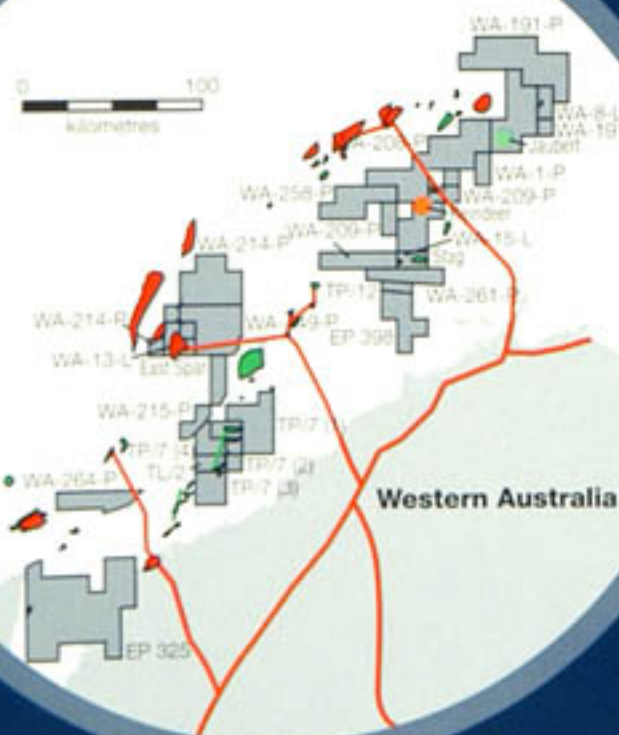 WA-191-P
0 100
kilometres
WA-8-L
WA-19
Jaubert
WA-1-P
WA-258-P
WA-209-P
WA-209-P
WA-15-L
Stag
WA-214-P
TP/12
WA-261-P
WA-214-P
EP 398
WA-13-L
East Spar
WA-215-P
TP/7 (1)
TP/7 (4)
TL/2
TP/7 (2)
WA-264-P
TP/7 (3)
Western Australia
EP 325